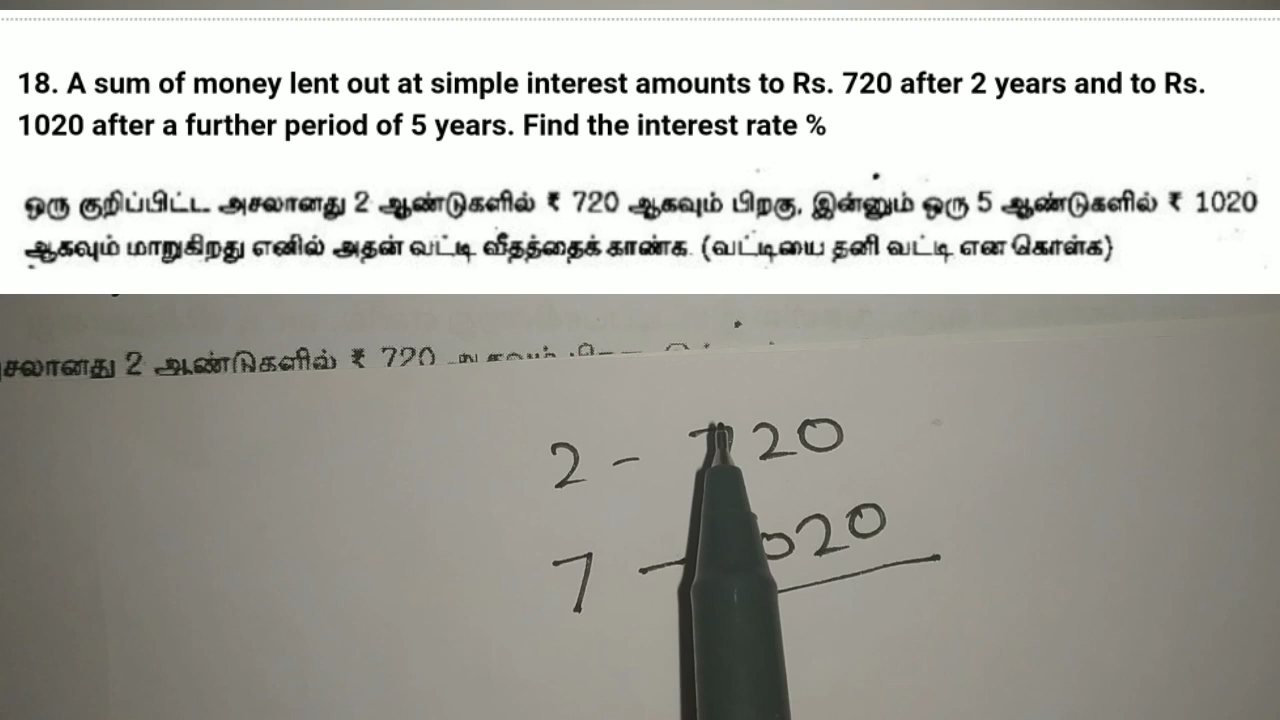 18. A sum of money lent out at simple interest amounts to Rs. 720 after 2 years and to Rs.
1020 after a further period of 5 years. Find the interest rate %
ஒரு குறிப்பிட்ட அசலானது 2 ஆண்டுகளில் ₹ 720 ஆகவும் பிறகு, இன்னும் ஒரு 5 ஆண்டுகளில் ₹ 1020
ஆகவும் மாறுகிறது எனில் அதன் வட்டி வீதத்தைக் காண்க. (வட்டியை தனி வட்டி என கொள்க)
2 ஆண்டுகளில் ₹ 720
2 - 720
7 - 020